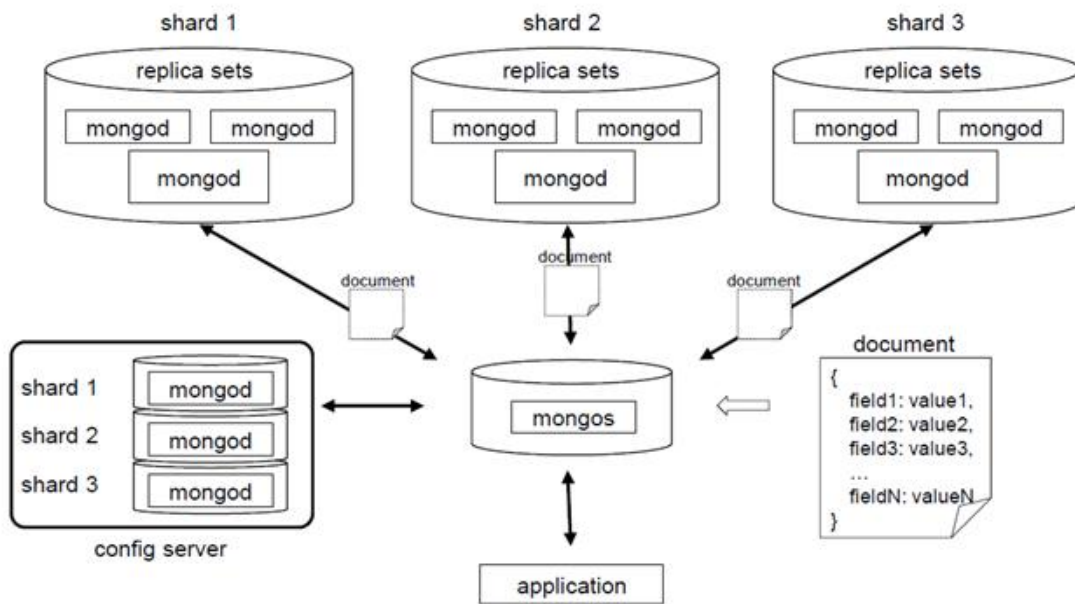 shard 1
shard 2
shard 3
replica sets
replica sets
replica sets
mongod mongod
mongod mongod
mongod mongod
mongod
mongod
mongod
document
document
document
document
{
field1: value1,
field2: value2,
field3: value3,
...
fieldN: valueN
}
shard 1 mongod
shard 2 mongod
shard 3 mongod
config server
mongos
application